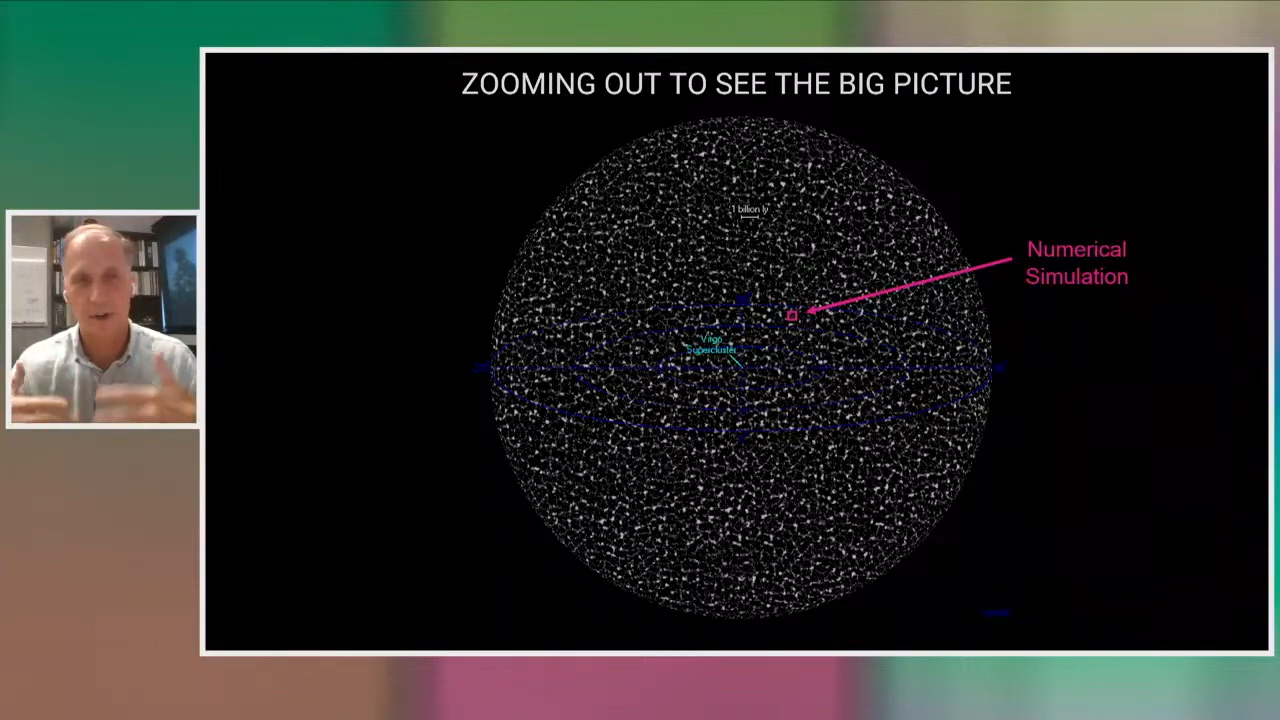 ZOOMING OUT TO SEE THE BIG PICTURE
1 billion ly
Numerical
Simulation
Virgo
Supercluster